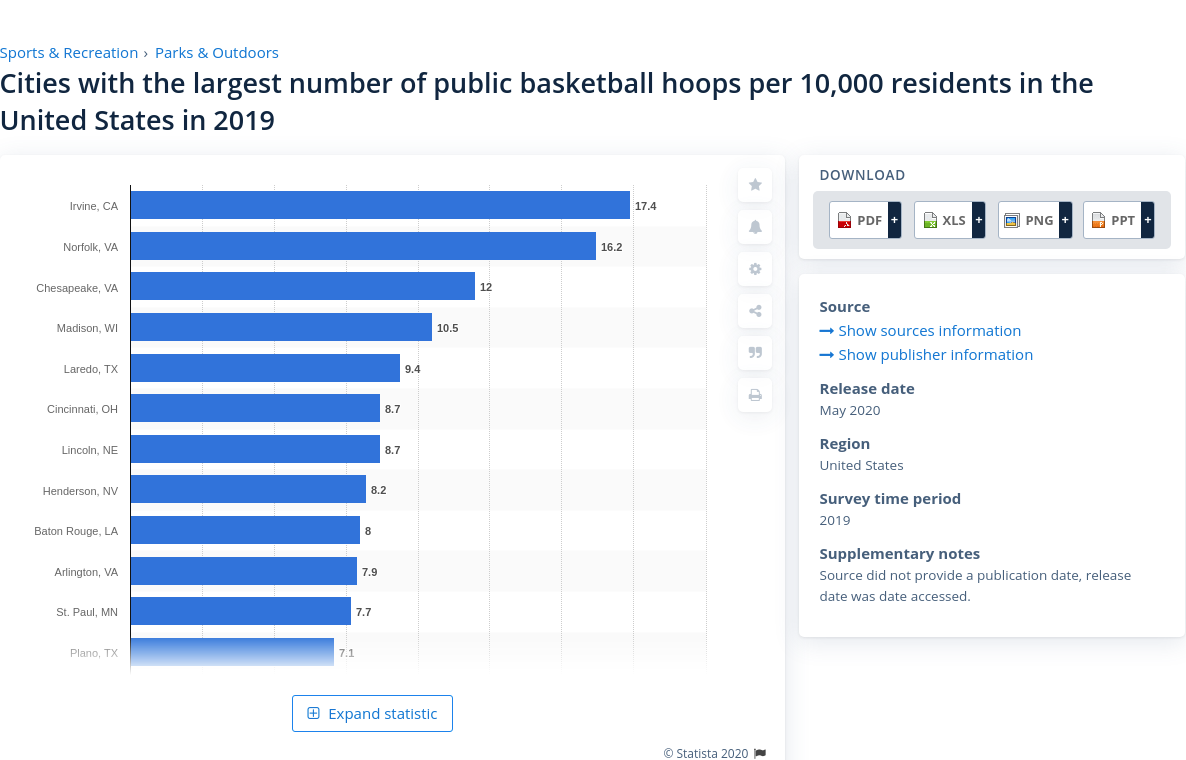 Sports & Recreation › Parks & Outdoors
Cities with the largest number of public basketball hoops per 10,000 residents in the
United States in 2019
Irvine, CA 17.4
Norfolk, VA 16.2
Chesapeake, VA 12
Madison, WI 10.5
Laredo, TX 9.4
Cincinnati, OH 8.7
Lincoln, NE 8.7
Henderson, NV 8.2
Baton Rouge, LA 8
Arlington, VA 7.9
St. Paul, MN 7.7
Plano, TX 7.1
Expand statistic
© Statista 2020
DOWNLOAD
PDF + XLS + PNG + PPT +
Source
Show sources information
Show publisher information
Release date
May 2020
Region
United States
Survey time period
2019
Supplementary notes
Source did not provide a publication date, release
date was date accessed.